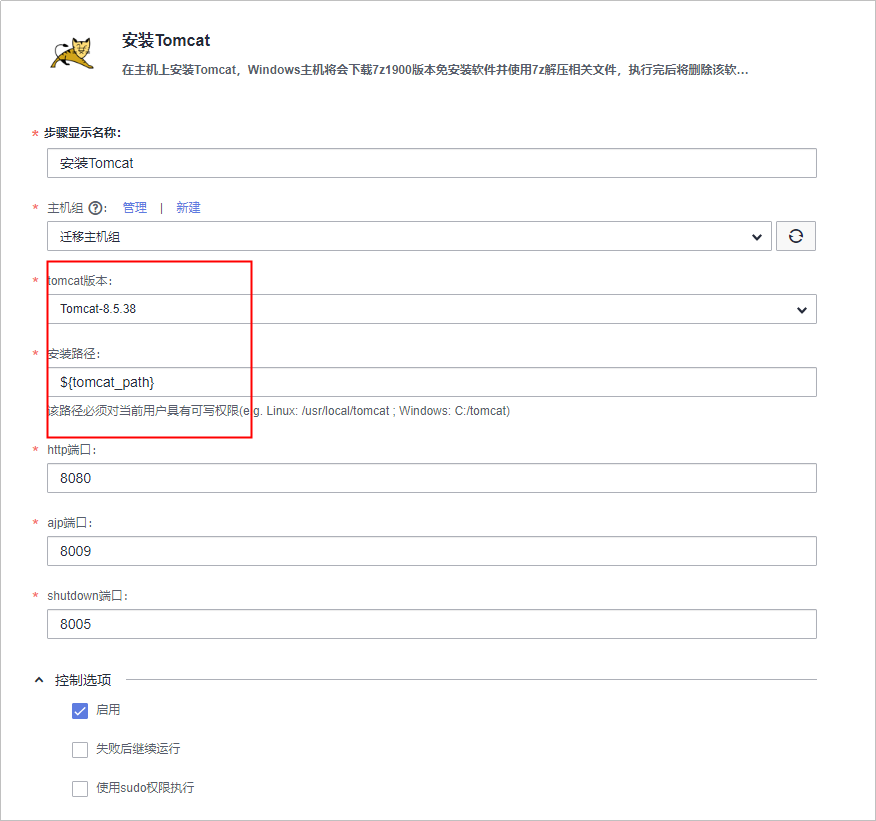 安装Tomcat
在主机上安装Tomcat，Windows主机将会下载7z1900版本免安装软件并使用7z解压相关文件，执行完后将删除该软…
* 步骤显示名称：
安装Tomcat
* 主机组 ?： 管理 | 新建
迁移主机组
* tomcat版本：
Tomcat-8.5.38
* 安装路径：
${tomcat_path}
该路径必须对当前用户具有可写权限(e.g. Linux: /usr/local/tomcat ; Windows: C:/tomcat)
* http端口：
8080
* ajp端口：
8009
* shutdown端口：
8005
控制选项
启用
失败后继续运行
使用sudo权限执行